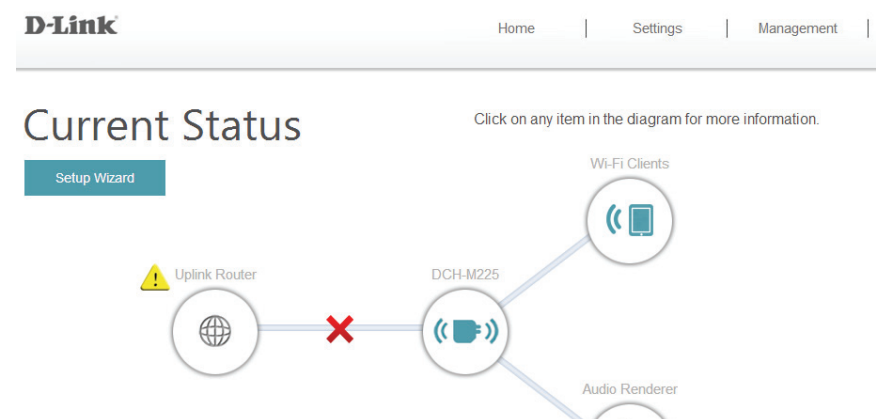 D-Link
Home | Settings | Management |
Current Status
Click on any item in the diagram for more information.
Setup Wizard
Wi-Fi Clients
Uplink Router
DCH-M225
Audio Renderer